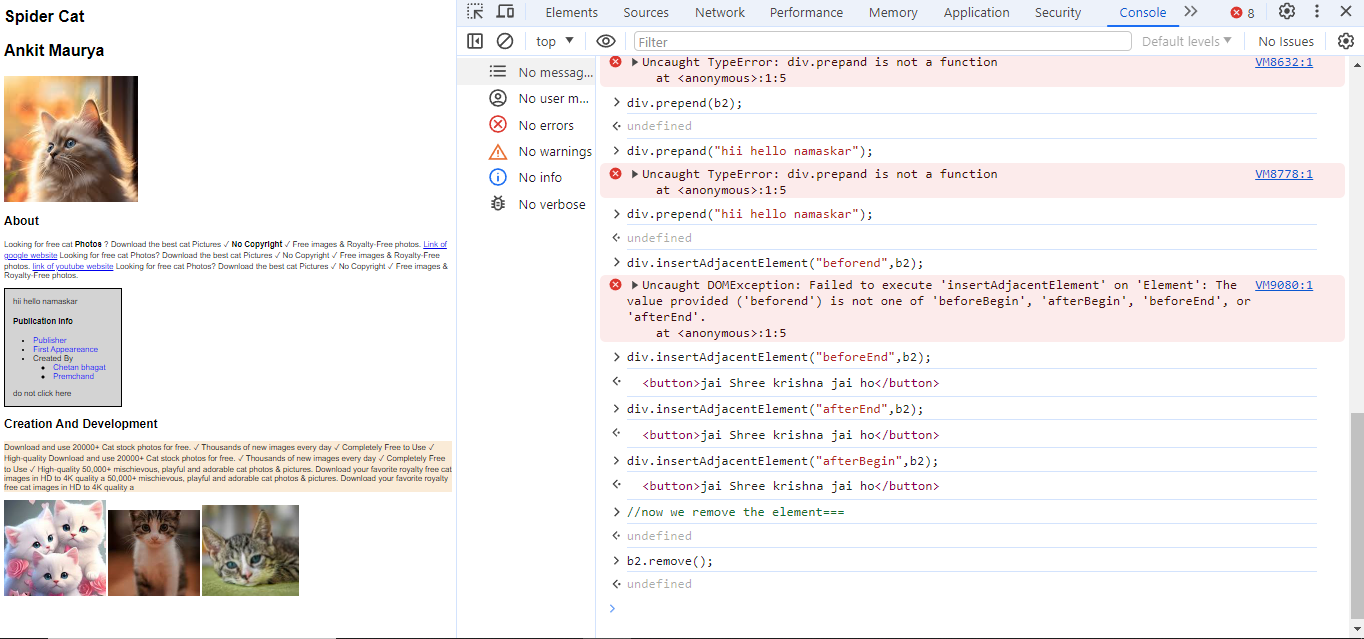 Spider Cat
Ankit Maurya
About
Looking for free cat Photos ? Download the best cat Pictures ✓ No Copyright ✓ Free images & Royalty-Free photos. Link of
google website Looking for free cat Photos? Download the best cat Pictures ✓ No Copyright ✓ Free images & Royalty-Free
photos. link of youtube website Looking for free cat Photos? Download the best cat Pictures ✓ No Copyright ✓ Free images &
Royalty-Free photos.
hii hello namaskar
Publication Info
Publisher
First Appeareance
Created By
Chetan bhagat
Premchand
do not click here
Creation And Development
Download and use 20000+ Cat stock photos for free. ✓ Thousands of new images every day ✓ Completely Free to Use ✓
High-quality Download and use 20000+ Cat stock photos for free. ✓ Thousands of new images every day ✓ Completely Free
to Use ✓ High-quality 50,000+ mischievous, playful and adorable cat photos & pictures. Download your favorite royalty free cat
images in HD to 4K quality a 50,000+ mischievous, playful and adorable cat photos & pictures. Download your favorite royalty
free cat images in HD to 4K quality a
Elements Sources Network Performance Memory Application Security Console 8
top Filter Default levels No Issues
No messag...
No user m...
No errors
No warnings
No info
No verbose
Uncaught TypeError: div.prepand is not a function VM8632:1
at <anonymous>:1:5
div.prepend(b2);
undefined
div.prepand("hii hello namaskar");
Uncaught TypeError: div.prepand is not a function VM8778:1
at <anonymous>:1:5
div.prepend("hii hello namaskar");
undefined
div.insertAdjacentElement("beforend",b2);
Uncaught DOMException: Failed to execute 'insertAdjacentElement' on 'Element': The VM9080:1
value provided ('beforend') is not one of 'beforeBegin', 'afterBegin', 'beforeEnd', or
'afterEnd'.
at <anonymous>:1:5
div.insertAdjacentElement("beforeEnd",b2);
<button>jai Shree krishna jai ho</button>
div.insertAdjacentElement("afterEnd",b2);
<button>jai Shree krishna jai ho</button>
div.insertAdjacentElement("afterBegin",b2);
<button>jai Shree krishna jai ho</button>
//now we remove the element===
undefined
b2.remove();
undefined